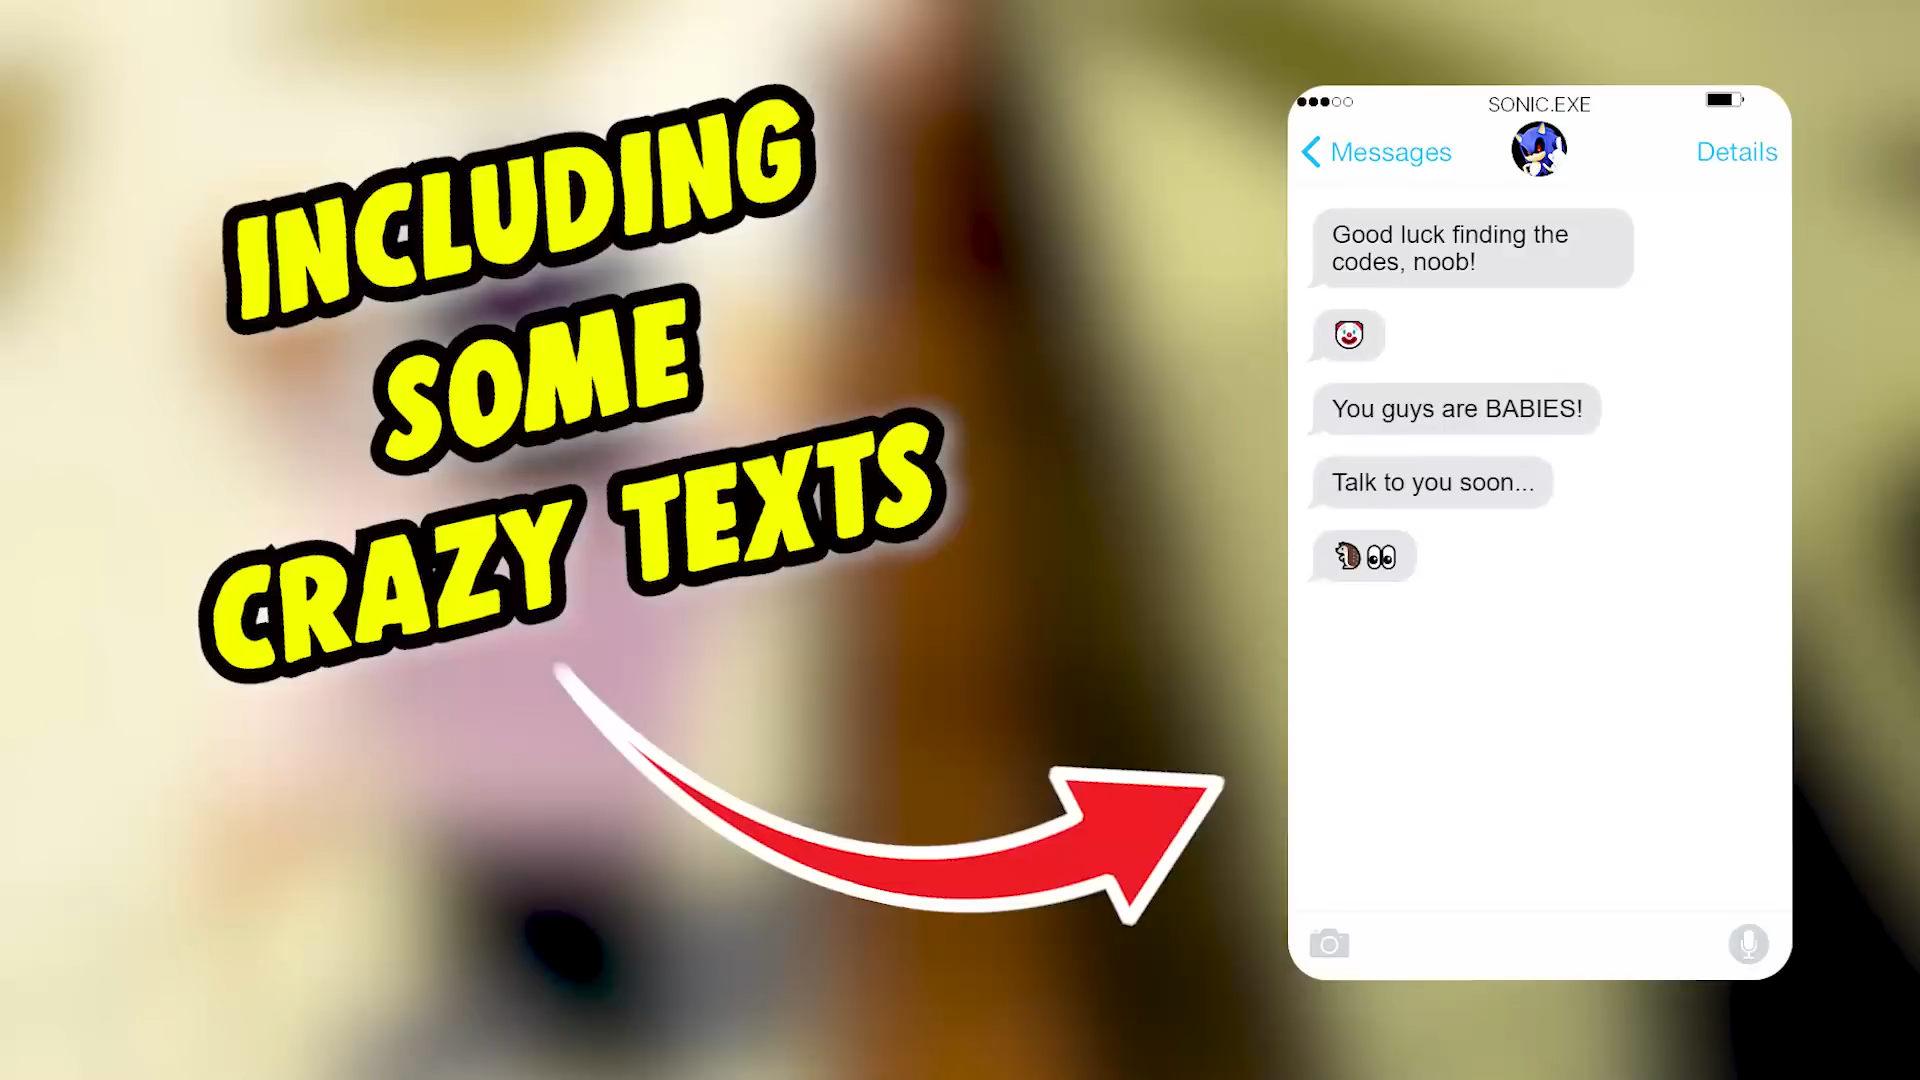 INCLUDING
SOME
CRAZY TEXTS
SONIC.EXE
Messages
Details
Good luck finding the
codes, noob!
🤡
You guys are BABIES!
Talk to you soon...
🦔👀